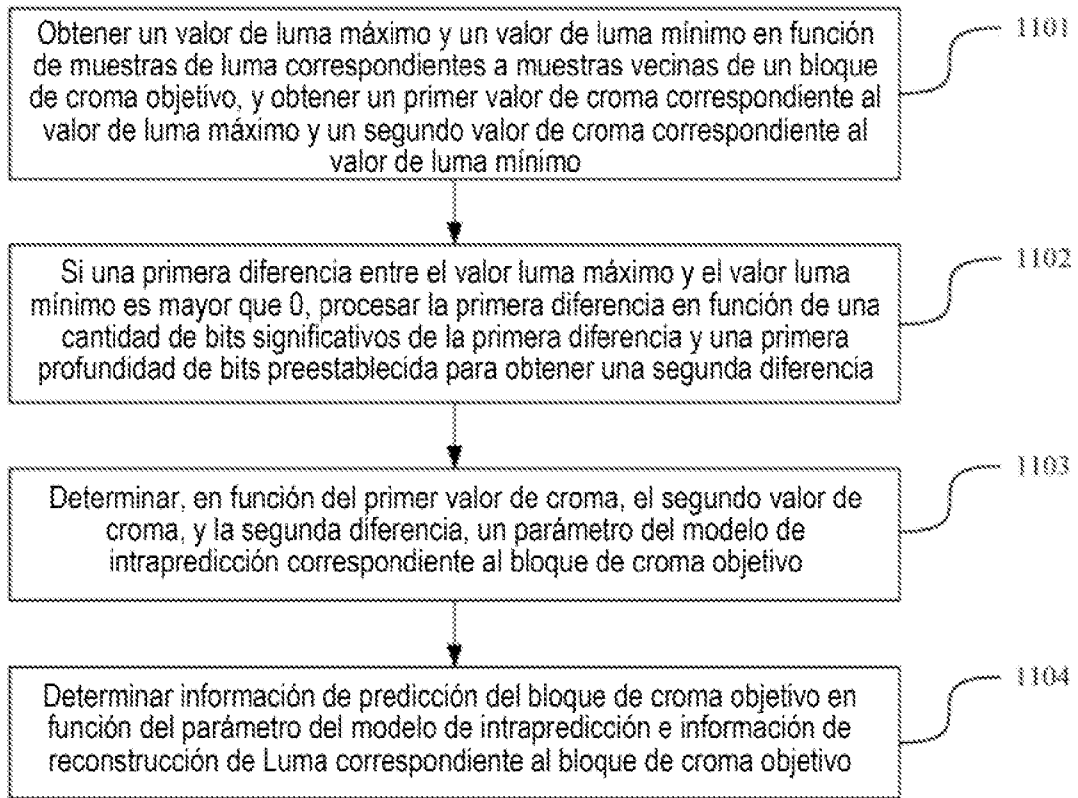 Obtener un valor de luma máximo y un valor de luma mínimo en función
de muestras de luma correspondientes a muestras vecinas de un bloque
de croma objetivo, y obtener un primer valor de croma correspondiente al
valor de luma máximo y un segundo valor de croma correspondiente al
valor de luma mínimo
1101
Si una primera diferencia entre el valor luma máximo y el valor luma
mínimo es mayor que 0, procesar la primera diferencia en función de una
cantidad de bits significativos de la primera diferencia y una primera
profundidad de bits preestablecida para obtener una segunda diferencia
1102
Determinar, en función del primer valor de croma, el segundo valor de
croma, y la segunda diferencia, un parámetro del modelo de
intrapredicción correspondiente al bloque de croma objetivo
1103
Determinar información de predicción del bloque de croma objetivo en
función del parámetro del modelo de intrapredicción e información de
reconstrucción de Luma correspondiente al bloque de croma objetivo
1104